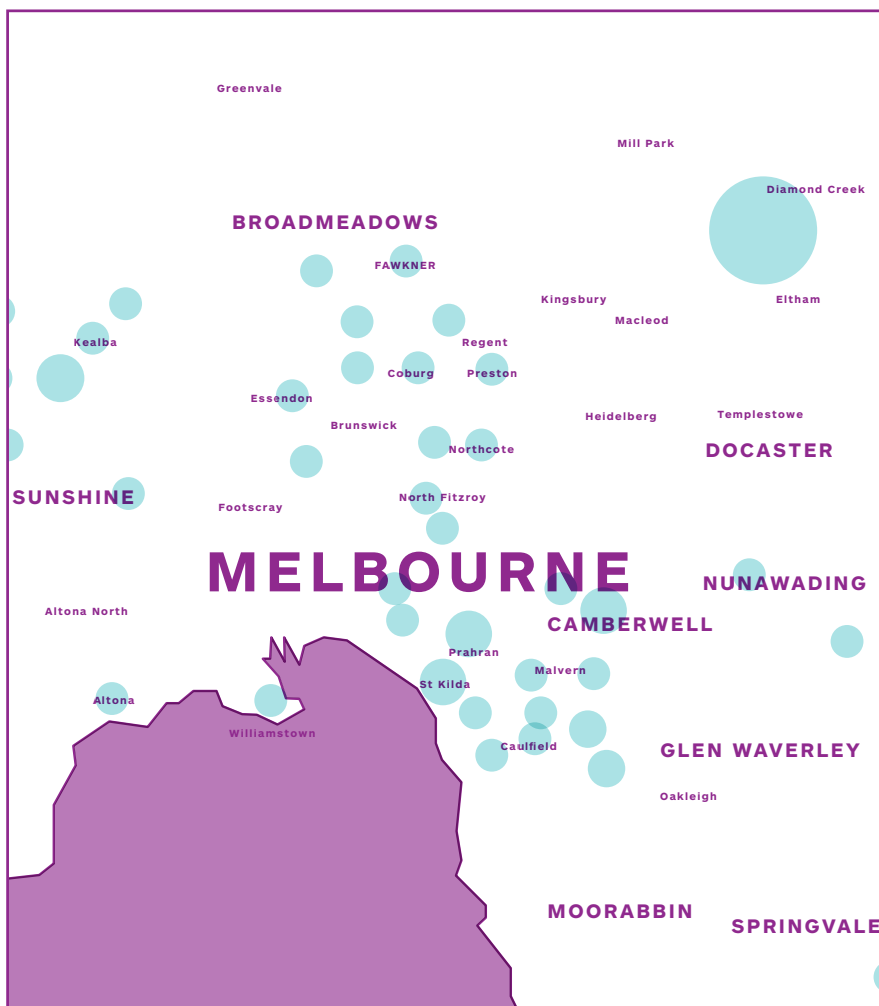 Greenvale
Mill Park
Diamond Creek
BROADMEADOWS
FAWKNER
Kingsbury
Eltham
Macleod
Kealba
Regent
Coburg
Preston
Essendon
Heidelberg
Templestowe
Brunswick
Northcote
DOCASTER
SUNSHINE
North Fitzroy
Footscray
MELBOURNE
NUNAWADING
Altona North
CAMBERWELL
Prahran
Malvern
St Kilda
Altona
Williamstown
Caulfield
GLEN WAVERLEY
Oakleigh
MOORABBIN
SPRINGVALE